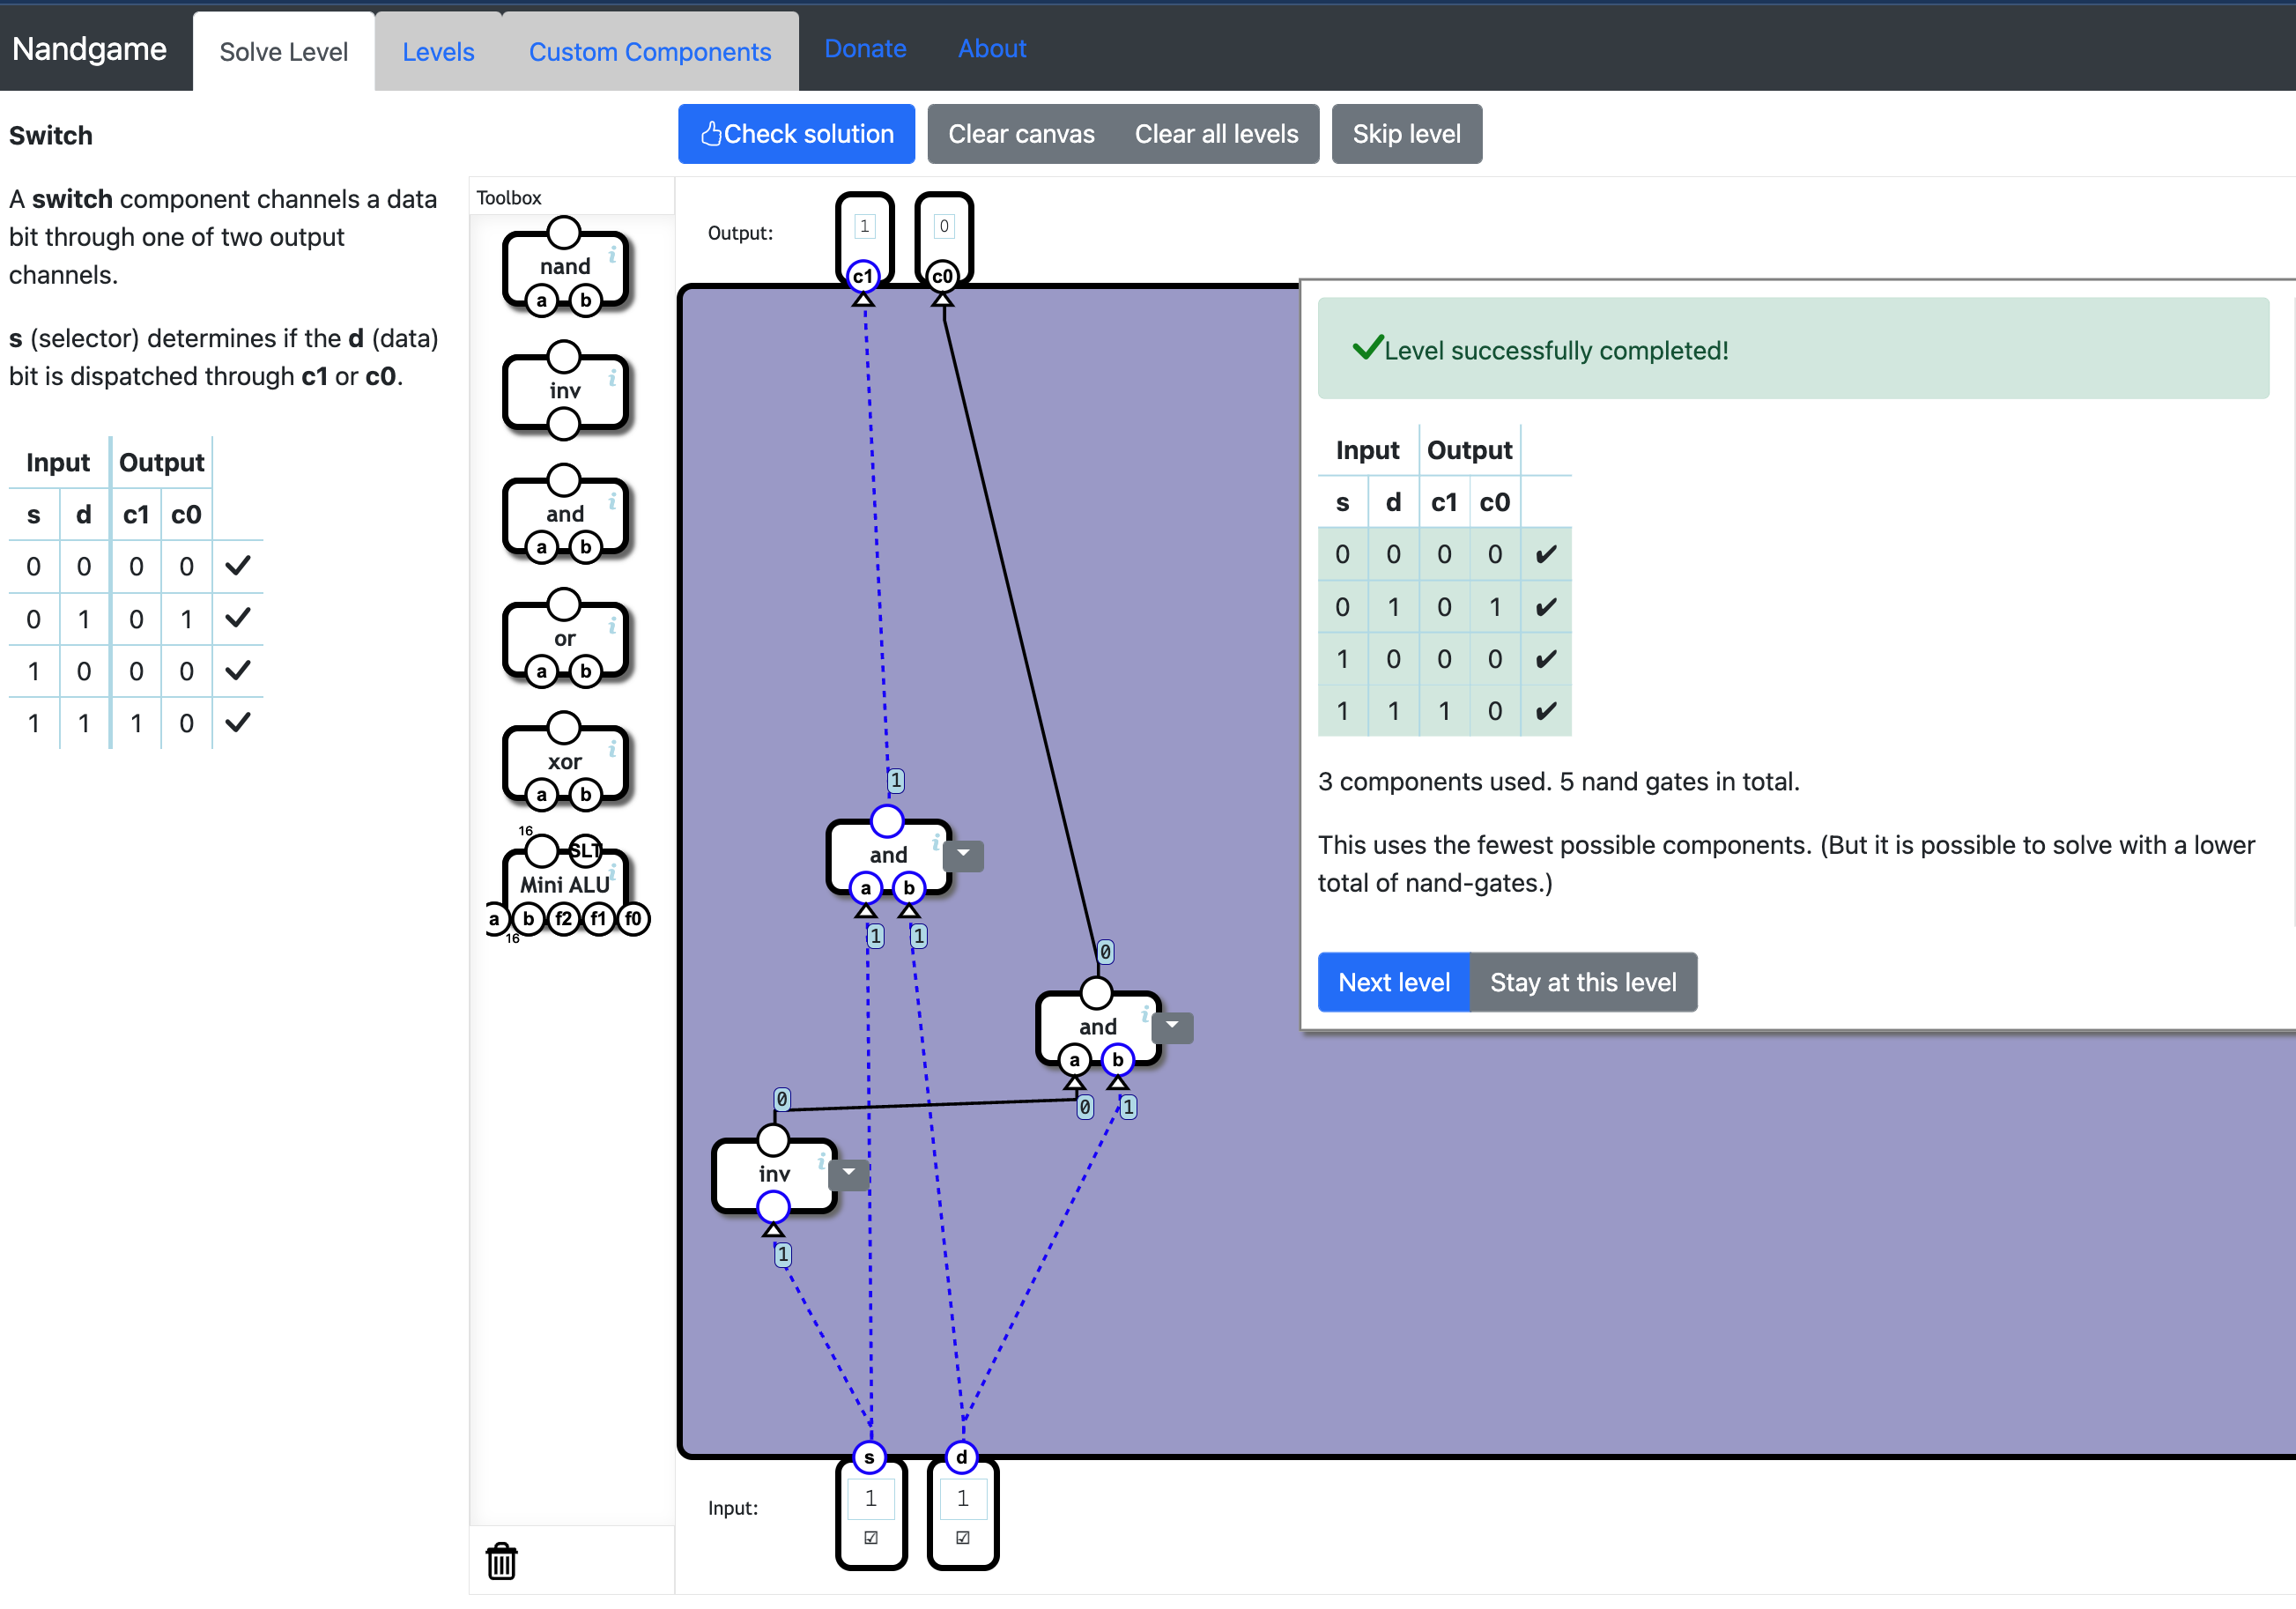 Nandgame Solve Level Levels Custom Components Donate About
Check solution Clear canvas Clear all levels Skip level
Switch
A switch component channels a data
bit through one of two output
channels.
s (selector) determines if the d (data)
bit is dispatched through c1 or c0.
Input Output
s d c1 c0
0 0 0 0
0 1 0 1
1 0 0 0
1 1 1 0
Toolbox
nand
a b
inv
and
a b
or
a b
xor
a b
16
SLT
Mini ALU
a b f2 f1 f0
16
Output:
1 0
c1 c0
1
and
a b
1 1
0
and
a b
0 1
0
inv
1
s d
Input:
1 1
Level successfully completed!
Input Output
s d c1 c0
0 0 0 0
0 1 0 1
1 0 0 0
1 1 1 0
3 components used. 5 nand gates in total.
This uses the fewest possible components. (But it is possible to solve with a lower
total of nand-gates.)
Next level Stay at this level